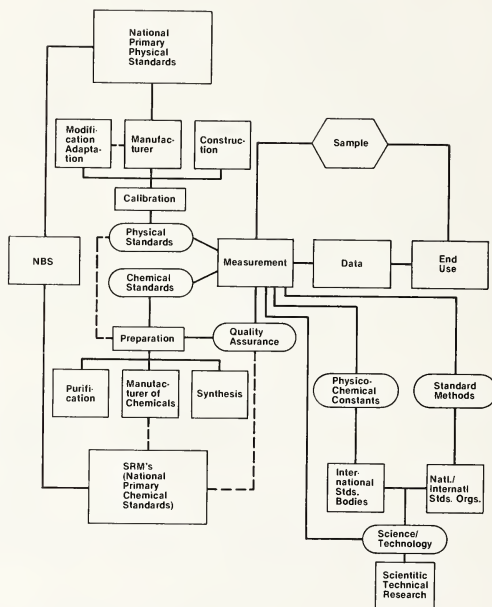 National
Primary
Physical
Standards
Modifi-
cation
Adapta-
tion
Manufac-
turer
Construc-
tion
Sample
Calibration
Physical
Standards
NBS
Measurement
Data
End
Use
Chemical
Standards
Preparation
Quality
Assurance
Purifi-
cation
Manufac-
turer of
Chemicals
Synthesis
Physico-
Chemical
Constants
Standard
Methods
SRM's
(National
Primary
Chemical
Standards)
Inter-
national
Stds.
Bodies
Natl./
Internatl
Stds. Orgs.
Science/
Technology
Scientitic
Technical
Research